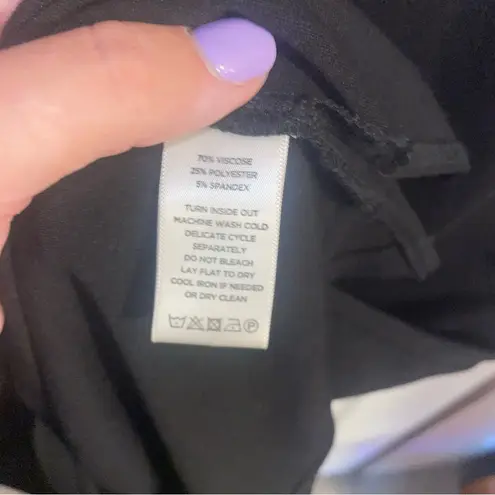 70% VISCOSE
25% POLYESTER
5% SPANDEX
TURN INSIDE OUT
MACHINE WASH COLD
DELICATE CYCLE
SEPARATELY
DO NOT BLEACH
LAY FLAT TO DRY
COOL IRON IF NEEDED
OR DRY CLEAN
P